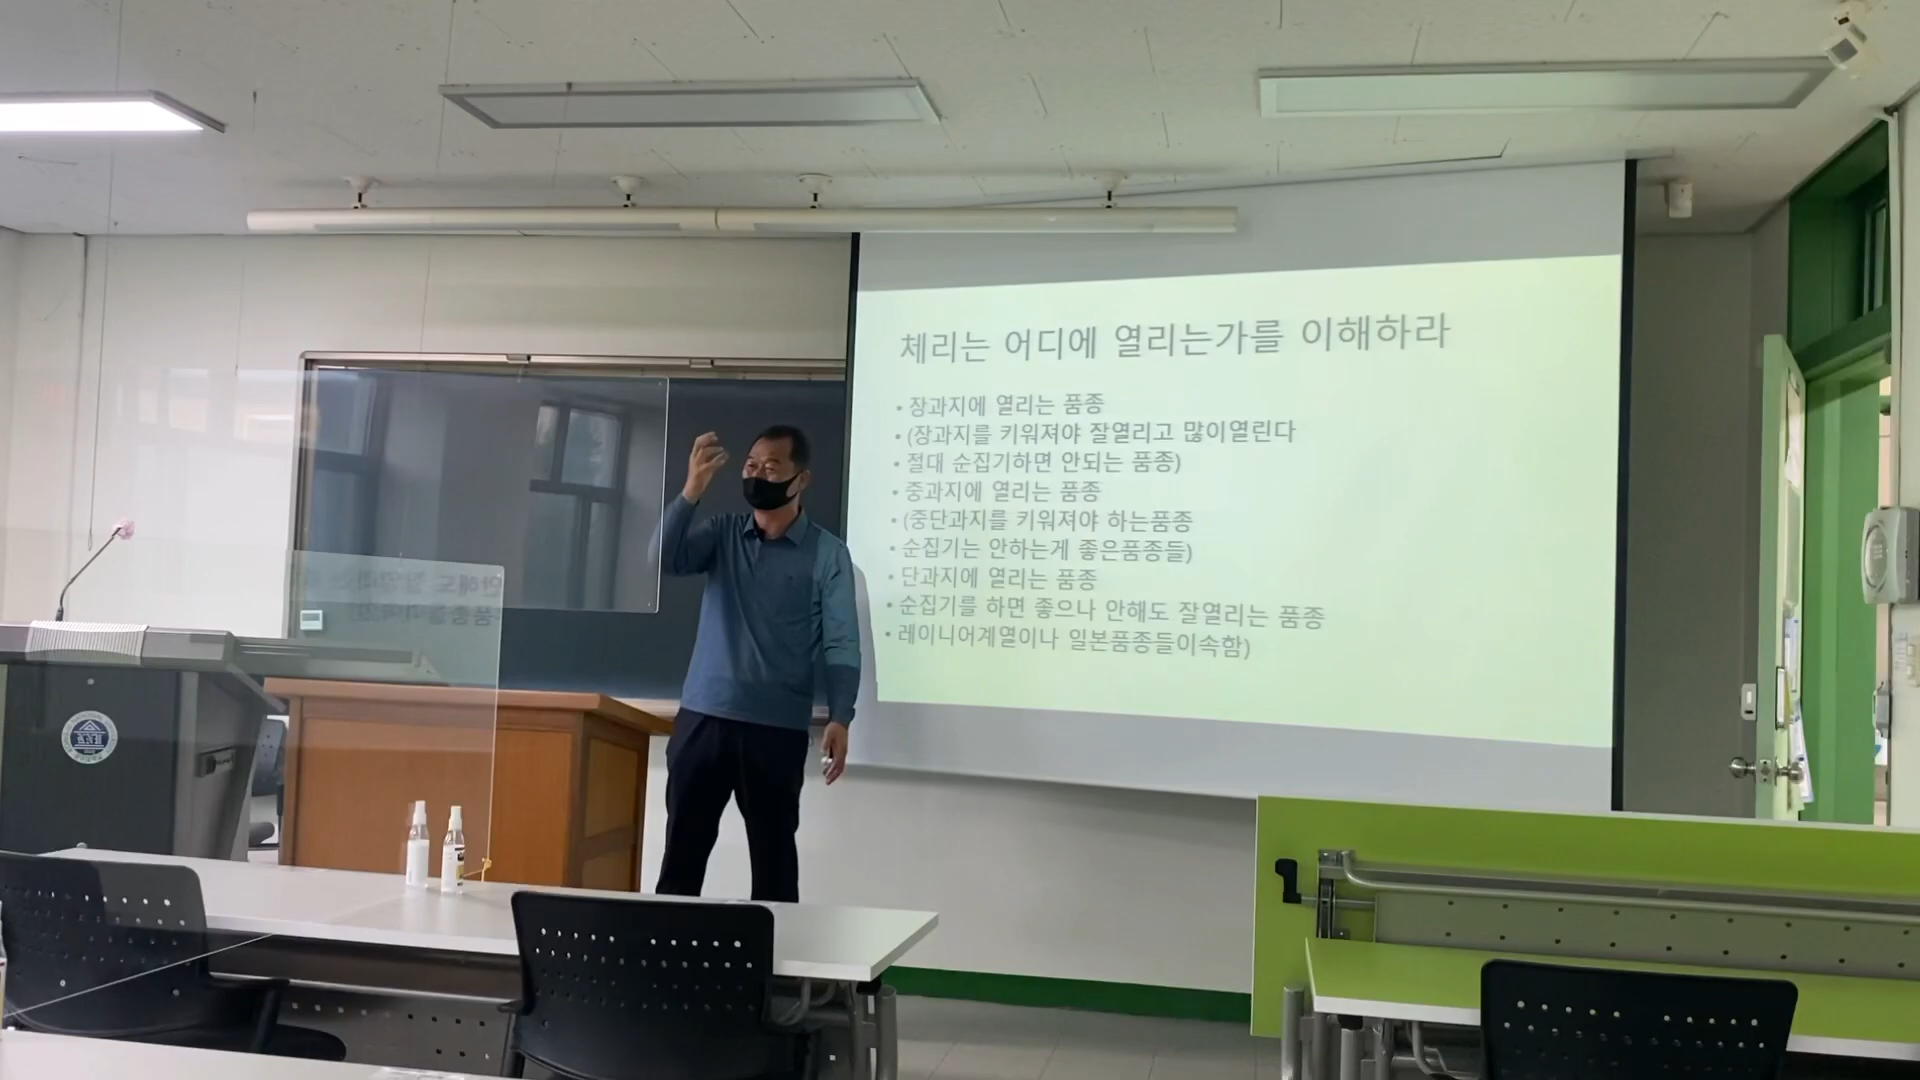 체리는 어디에 열리는가를 이해하라
• 장과지에 열리는 품종
• (장과지를 키워져야 잘열리고 많이열린다
• 절대 순집기하면 안되는 품종)
• 중과지에 열리는 품종
• (중단과지를 키워져야 하는품종
• 순집기는 안하는게 좋은품종들)
• 단과지에 열리는 품종
• 순집기를 하면 좋으나 안해도 잘열리는 품종
• 레이니어계열이나 일본품종들이속함)